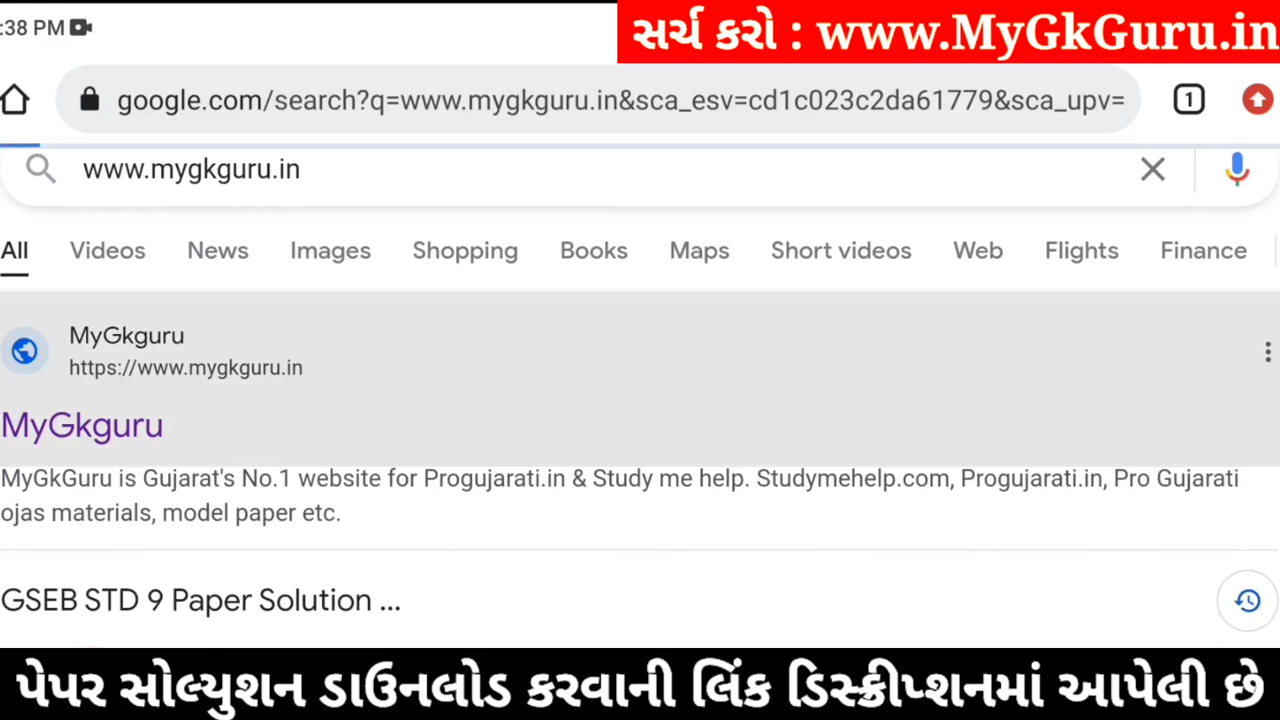 :38 PM
સર્ચ કરો : www.MyGkGuru.in
google.com/search?q=www.mygkguru.in&sca_esv=cd1c023c2da61779&sca_upv=
1
www.mygkguru.in
All Videos News Images Shopping Books Maps Short videos Web Flights Finance
MyGkguru
https://www.mygkguru.in
MyGkguru
MyGkGuru is Gujarat's No.1 website for Progujarati.in & Study me help. Studymehelp.com, Progujarati.in, Pro Gujarati
ojas materials, model paper etc.
GSEB STD 9 Paper Solution ...
પેપર સોલ્યુશન ડાઉનલોડ કરવાની લિંક ડિસ્ક્રીપ્શનમાં આપેલી છે